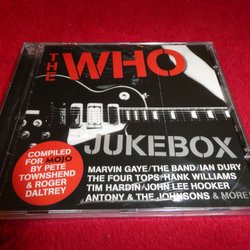 THE WHO
JUKEBOX
COMPILED
FOR MOJO
BY PETE
TOWNSHEND
& ROGER
DALTREY
MARVIN GAYE/THE BAND/IAN DURY
THE FOUR TOPS/HANK WILLIAMS
TIM HARDIN/JOHN LEE HOOKER
ANTONY & THE JOHNSONS & MORE!